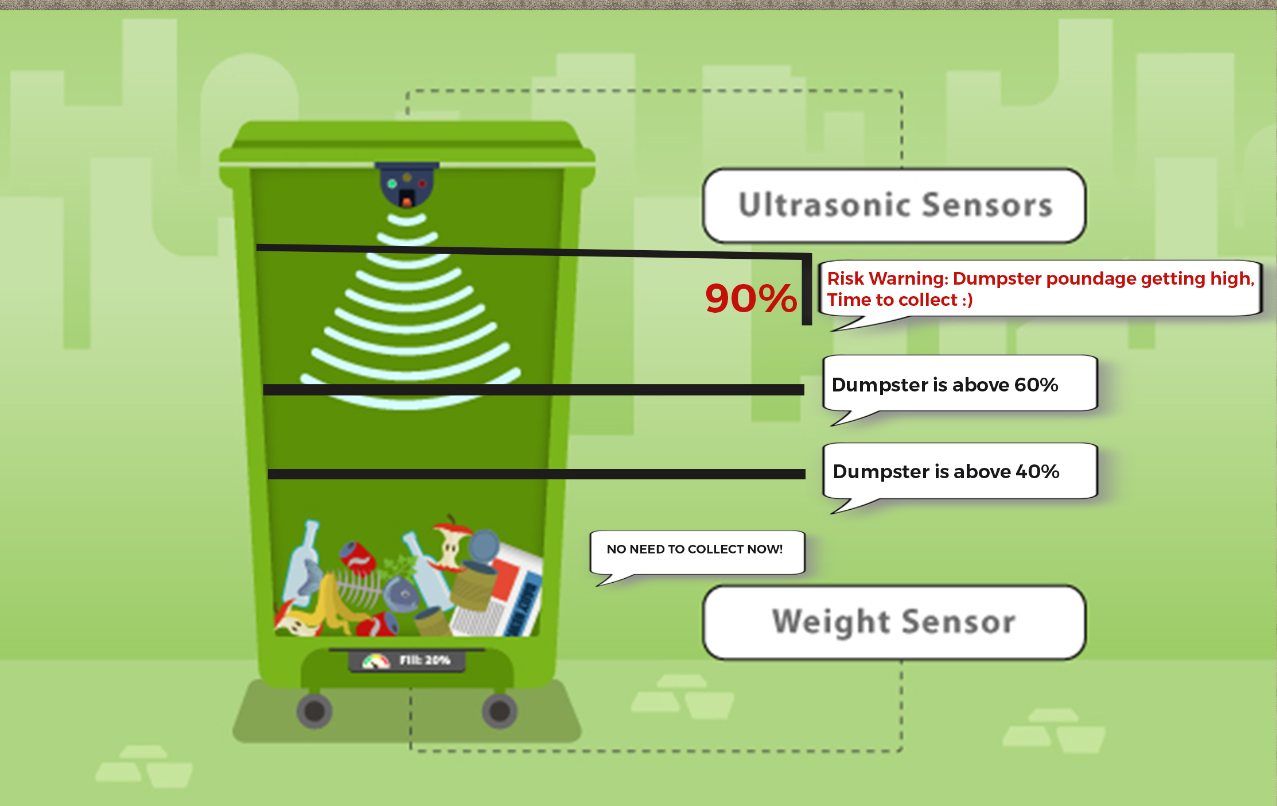 Ultrasonic Sensors
90%
Risk Warning: Dumpster poundage getting high,
Time to collect :)
Dumpster is above 60%
Dumpster is above 40%
NO NEED TO COLLECT NOW!
Weight Sensor
Fill: 20%